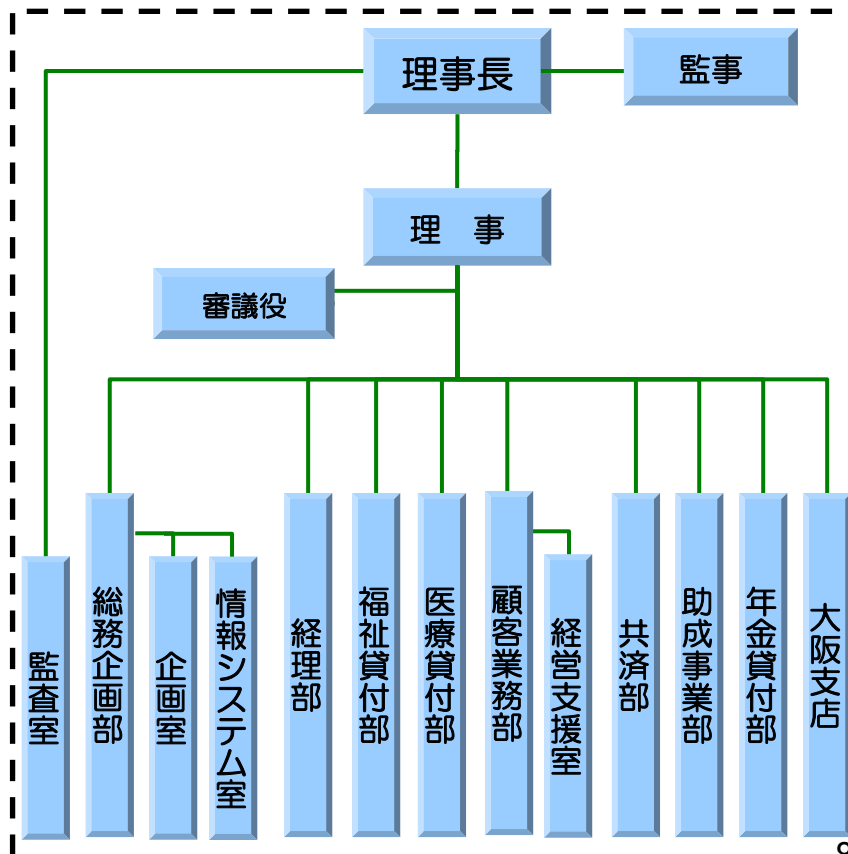 理事長
監事
理　事
審議役
監査室
総務企画部
企画室
情報システム室
経理部
福祉貸付部
医療貸付部
顧客業務部
経営支援室
共済部
助成事業部
年金貸付部
大阪支店